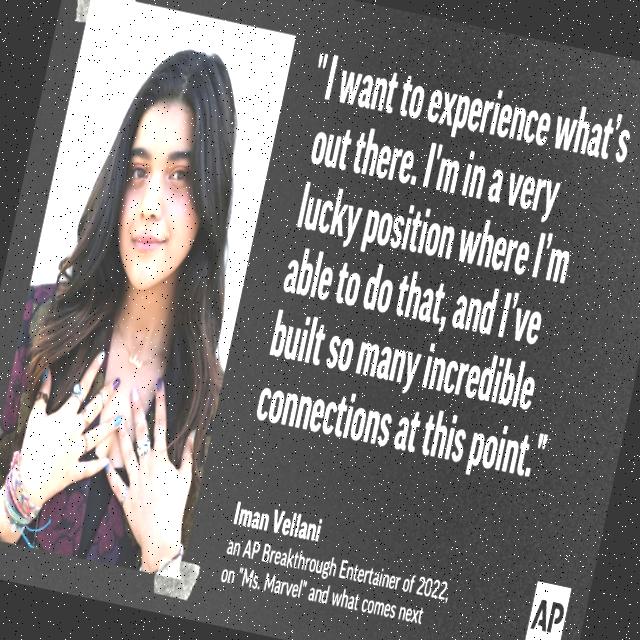 "I want to experience what's
out there. I'm in a very
lucky position where I'm
able to do that, and I've
built so many incredible
connections at this point."
Iman Vellani
an AP Breakthrough Entertainer of 2022,
on "Ms. Marvel" and what comes next
AP